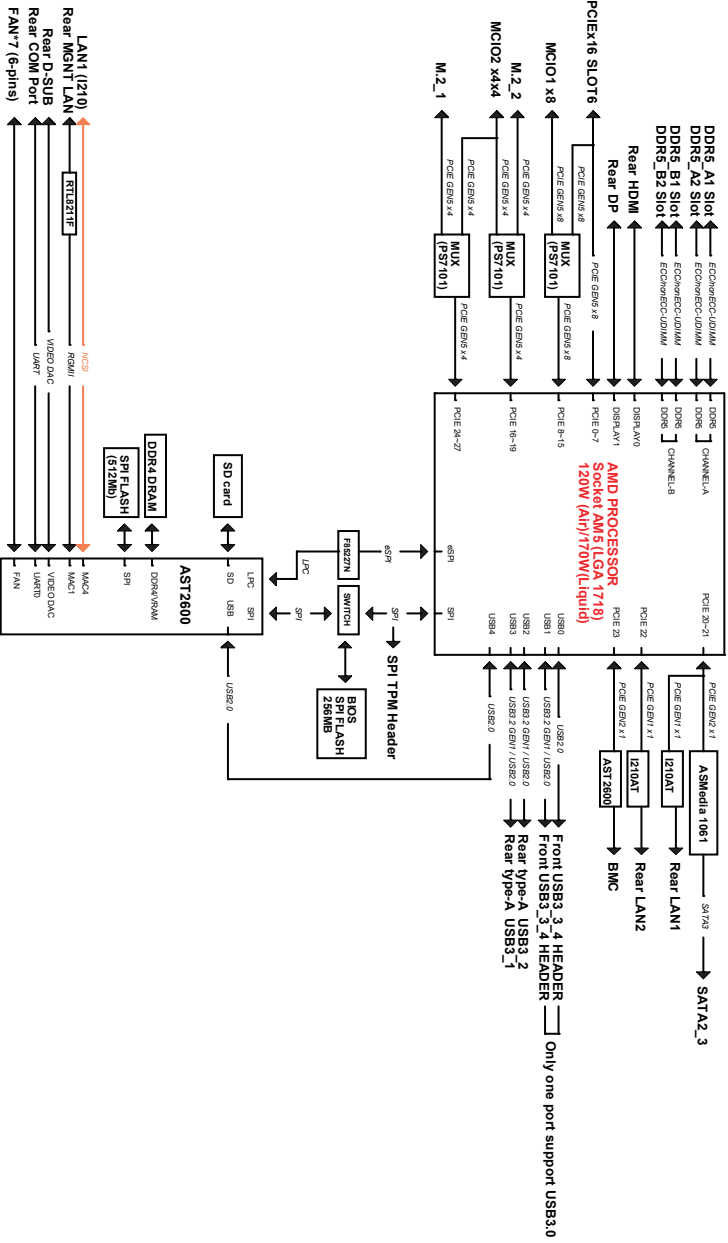 DDR5_A1 Slot
DDR5_A2 Slot
DDR5_B1 Slot
DDR5_B2 Slot
Rear HDMI
Rear DP
PCIEx16 SLOT6
MCIO1 x8
M.2_2
MCIO2 x4x4
M.2_1
ECC/nonECC-UDIMM
ECC/nonECC-UDIMM
ECC/nonECC-UDIMM
ECC/nonECC-UDIMM
PCIE GEN5 x8
PCIE GEN5 x8
PCIE GEN5 x8
MUX
(PS7101)
PCIE GEN5 x8
PCIE GEN5 x4
PCIE GEN5 x4
MUX
(PS7101)
PCIE GEN5 x4
PCIE GEN5 x4
PCIE GEN5 x4
MUX
(PS7101)
PCIE GEN5 x4
DDR5
DDR5
CHANNEL-A
DDR5
DDR5
CHANNEL-B
DISPLAY0
DISPLAY1
PCIE 0~7
PCIE 8~15
PCIE 16~19
PCIE 24~27
AMD PROCESSOR
Socket AM5 (LGA 1718)
120W (Air)/170W(Liquid)
PCIE 20~21
PCIE 22
PCIE 23
USB0
USB1
USB2
USB3
USB4
eSPI
SPI
PCIE GEN2 x1
ASMedia 1061
SATA3
SATA2_3
PCIE GEN1 x1
I210AT
Rear LAN1
PCIE GEN1 x1
I210AT
Rear LAN2
PCIE GEN2 x1
AST2600
BMC
USB2.0
Front USB3_3_4 HEADER
USB3.2 GEN1 / USB2.0
Front USB3_3_4 HEADER
Only one port support USB3.0
USB3.2 GEN1 / USB2.0
Rear type-A USB3_2
USB3.2 GEN1 / USB2.0
Rear type-A USB3_1
USB2.0
eSPI
F85227N
LPC
SPI
SPI TPM Header
SWITCH
SPI
BIOS
SPI FLASH
256MB
USB2.0
SD card
DDR4 DRAM
SPI FLASH
(512Mb)
AST2600
LPC
SPI
SD
USB
DDR4/VRAM
SPI
MAC4
MAC1
VIDEO DAC
UART0
FAN
LAN1 (I210)
NCSI
Rear MGNT LAN
RTL8211F
RGMII
Rear D-SUB
VIDEO DAC
Rear COM Port
UART
FAN*7 (6-pins)